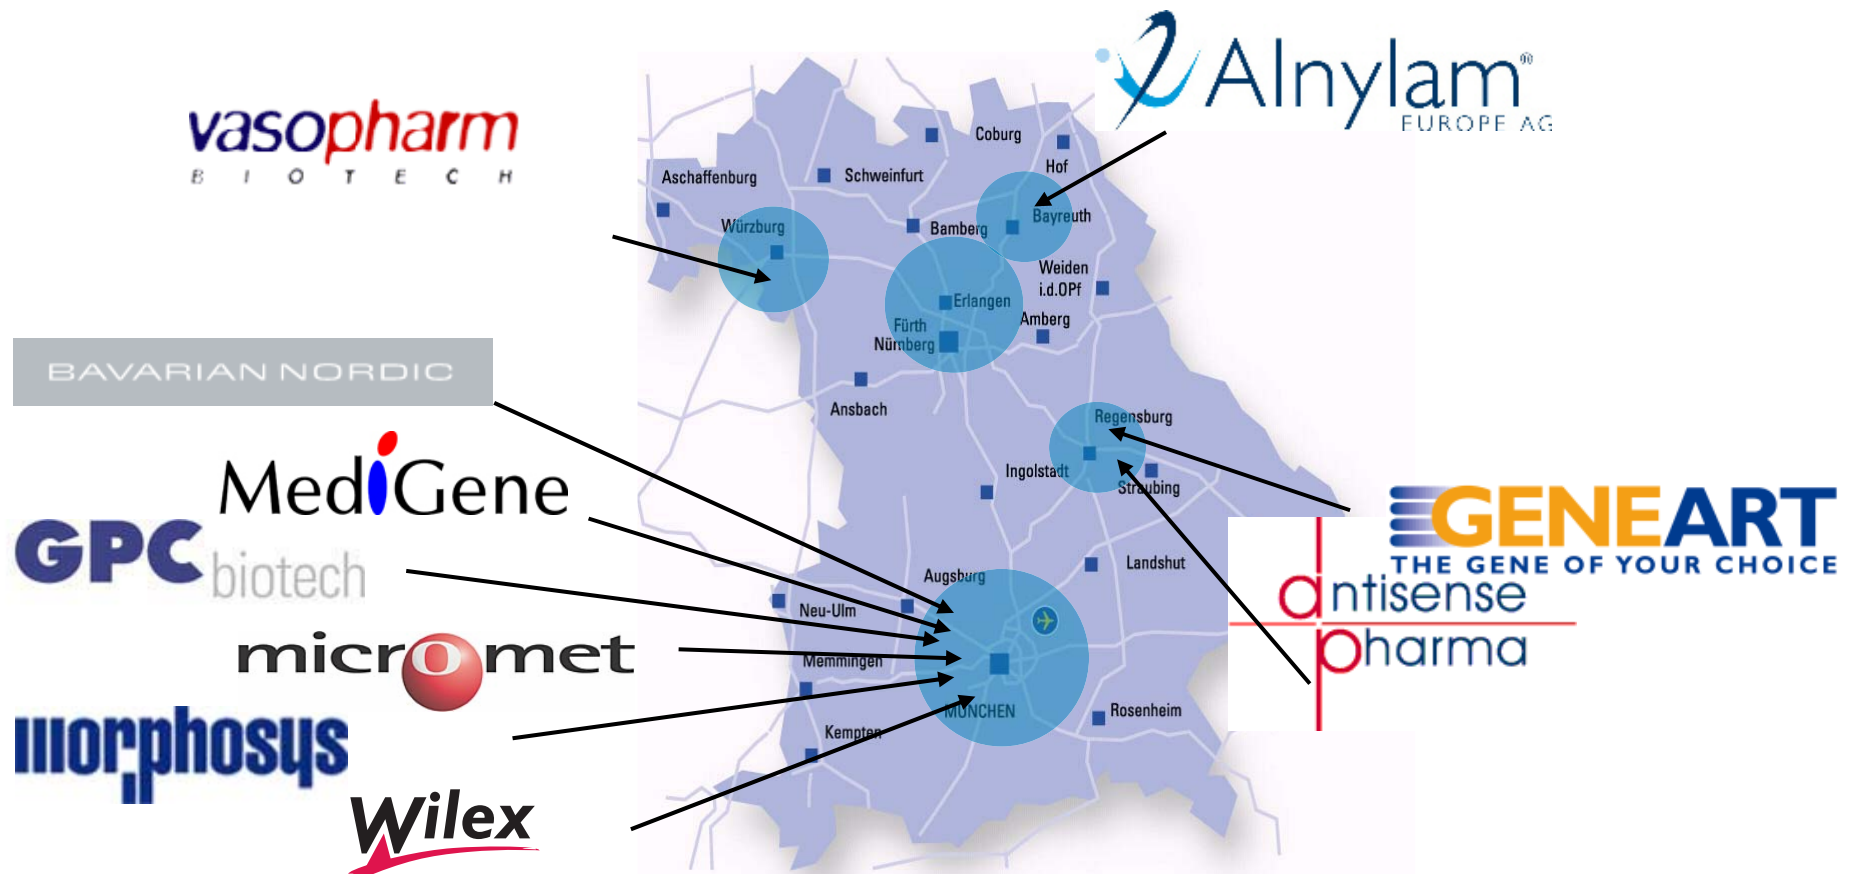 Alnylam®
EUROPE AG
vasopharm
BIOTECH
Coburg
Hof
Aschaffenburg
Schweinfurt
Würzburg
Bamberg
Bayreuth
Weiden
i.d.OPf
Erlangen
Fürth
Amberg
Nürnberg
BAVARIAN NORDIC
Ansbach
Regensburg
MediGene
Ingolstadt
Straubing
GPC
biotech
GENEART
THE GENE OF YOUR CHOICE
Landshut
Augsburg
antisense
pharma
Neu-Ulm
micromet
Memmingen
MÜNCHEN
Rosenheim
morphosys
Kempten
Wilex